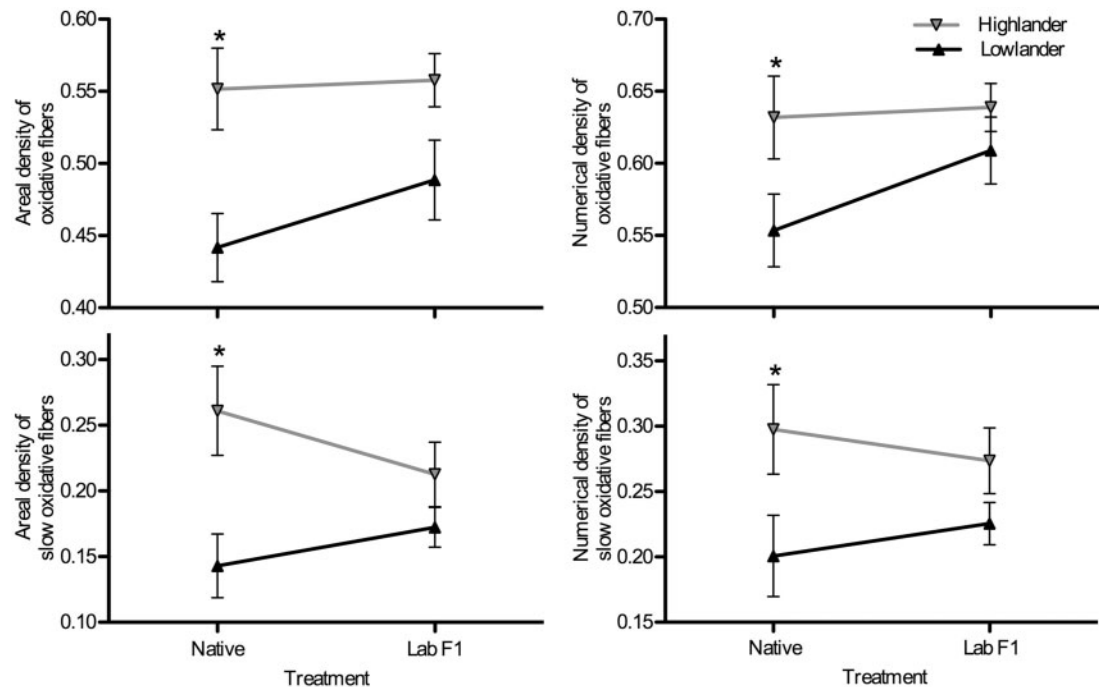 0.60
0.55
0.50
0.45
0.40
Areal density of
oxidative fibers
*
0.70
0.65
0.60
0.55
0.50
Numerical density of
oxidative fibers
*
Highlander
Lowlander
0.30
0.25
0.20
0.15
0.10
Areal density of
slow oxidative fibers
*
Native
Lab F1
Treatment
0.35
0.30
0.25
0.20
0.15
Numerical density of
slow oxidative fibers
*
Native
Lab F1
Treatment